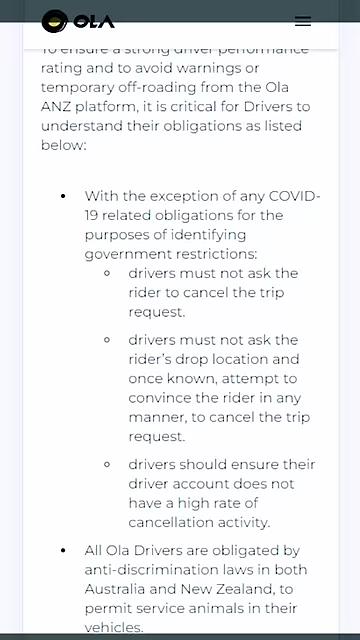 OLA
To ensure a strong driver performance
rating and to avoid warnings or
temporary off-roading from the Ola
ANZ platform, it is critical for Drivers to
understand their obligations as listed
below:
• With the exception of any COVID-
19 related obligations for the
purposes of identifying
government restrictions:
◦ drivers must not ask the
rider to cancel the trip
request.
◦ drivers must not ask the
rider's drop location and
once known, attempt to
convince the rider in any
manner, to cancel the trip
request.
◦ drivers should ensure their
driver account does not
have a high rate of
cancellation activity.
• All Ola Drivers are obligated by
anti-discrimination laws in both
Australia and New Zealand, to
permit service animals in their
vehicles.